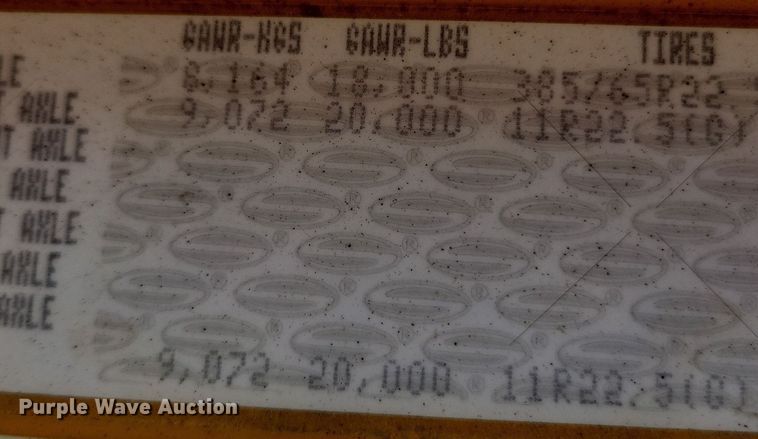 GAWR-KGS GAWR-LBS TIRES
LE 8,164 18,000 385/65R22
T AXLE 9,072 20,000 11R22.5(G)
T AXLE
AXLE
T AXLE
AXLE
AXLE
9,072 20,000 11R22.5(G)
Purple Wave Auction